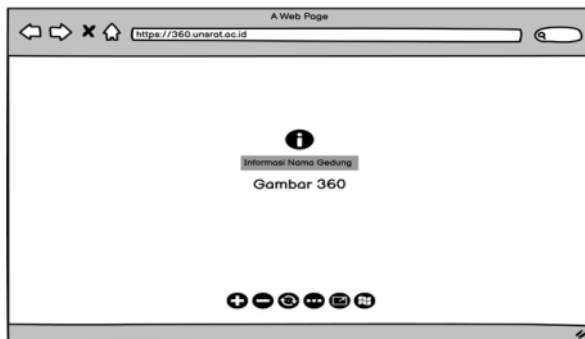 A Web Page
https://360.unsrat.ac.id
Informasi Nama Gedung
Gambar 360